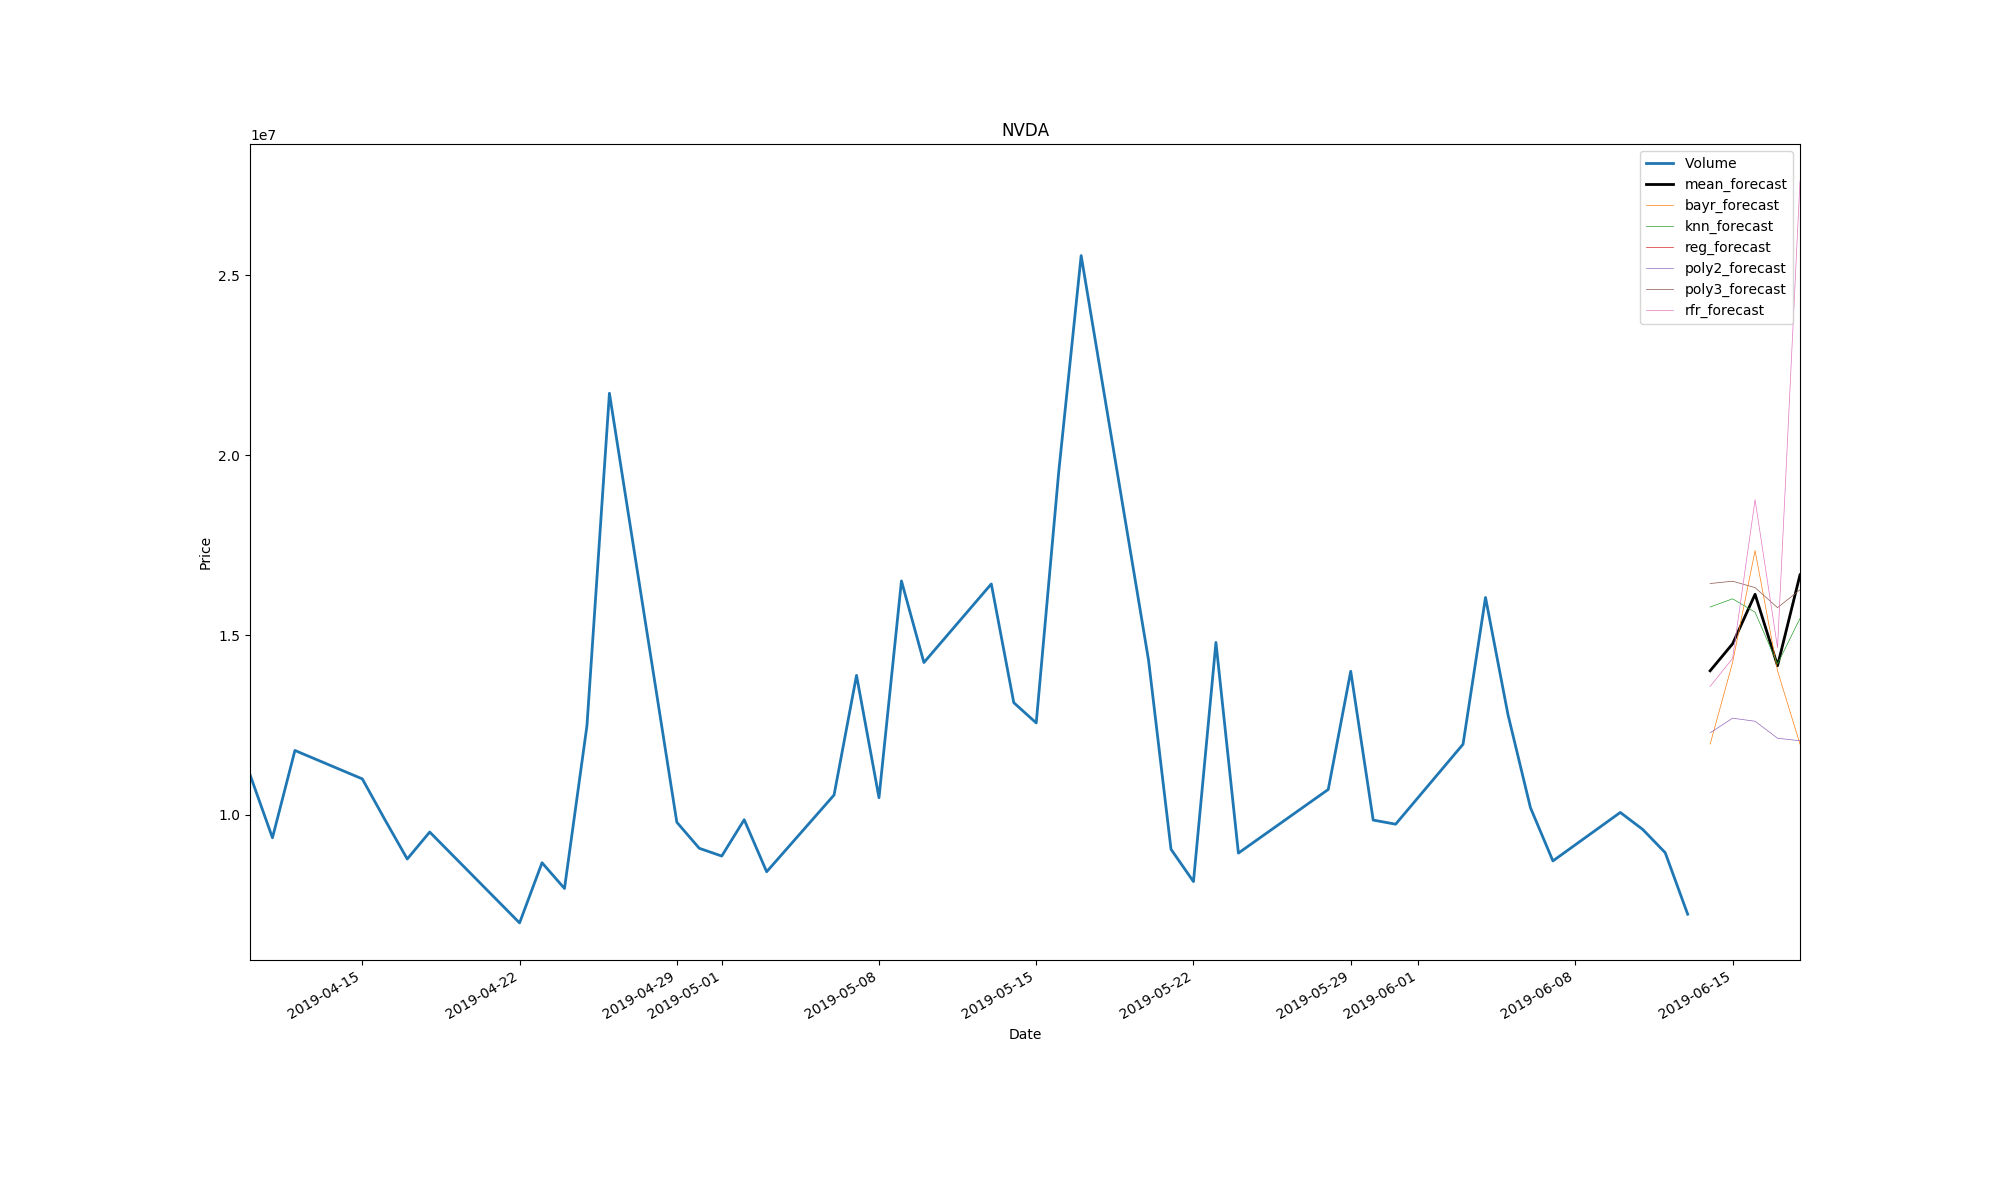 NVDA
1e7
Volume
mean_forecast
bayr_forecast
knn_forecast
reg_forecast
poly2_forecast
poly3_forecast
rfr_forecast
2.5
2.0
1.5
1.0
Price
2019-04-15
2019-04-22
2019-04-29
2019-05-01
2019-05-08
2019-05-15
2019-05-22
2019-05-29
2019-06-01
2019-06-08
2019-06-15
Date